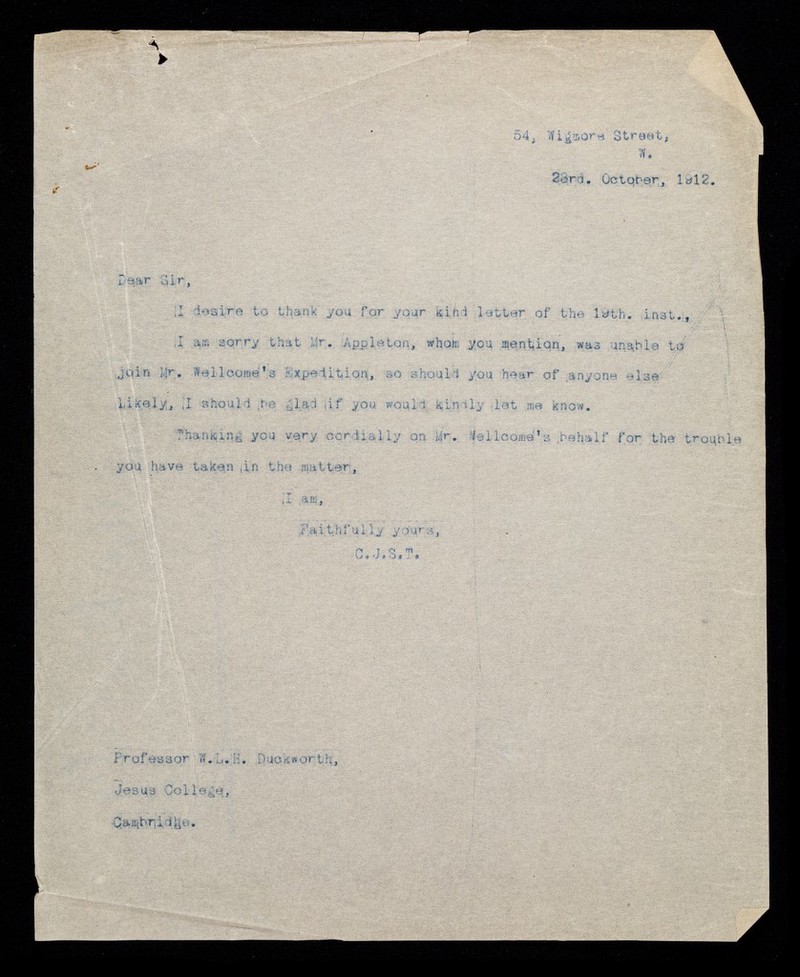 54, Wigmore Street,
W.
23rd. October, 1912.
Dear Sir,
I desire to thank you for your kind letter of the 19th. inst.,
I am sorry that Mr. Appleton, whom you mention, was unable to
join Mr. Wellcome's Expedition, so should you hear of anyone else
likely, I should be glad if you would kindly let me know.
Thanking you very cordially on Mr. Wellcome's behalf for the trouble
you have taken in the matter,
I am,
Faithfully yours,
C.J.S.T.
Professor W.L.H. Duckworth,
Jesus College,
Cambridge.